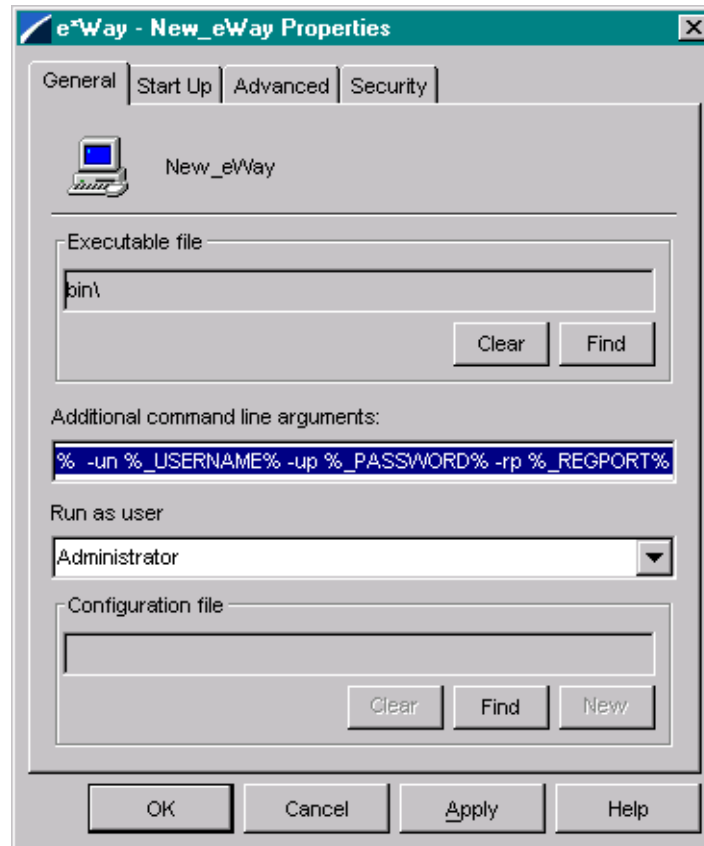 e*Way - New_eWay Properties
General Start Up Advanced Security
New_eWay
Executable file
bin\
Clear Find
Additional command line arguments:
% -un %_USERNAME% -up %_PASSWORD% -rp %_REGPORT%
Run as user
Administrator
Configuration file
Clear Find New
OK Cancel Apply Help